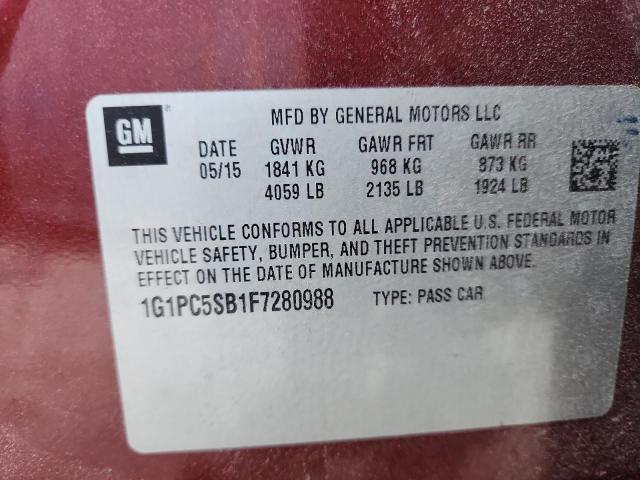 GM
MFD BY GENERAL MOTORS LLC
DATE GVWR GAWR FRT GAWR RR
05/15 1841 KG 968 KG 873 KG
4059 LB 2135 LB 1924 LB
THIS VEHICLE CONFORMS TO ALL APPLICABLE U.S. FEDERAL MOTOR
VEHICLE SAFETY, BUMPER, AND THEFT PREVENTION STANDARDS IN
EFFECT ON THE DATE OF MANUFACTURE SHOWN ABOVE.
1G1PC5SB1F7280988 TYPE: PASS CAR